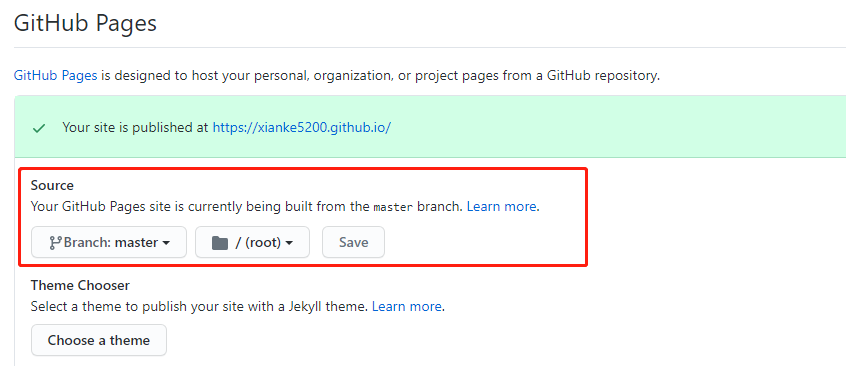 GitHub Pages
GitHub Pages is designed to host your personal, organization, or project pages from a GitHub repository.
Your site is published at https://xianke5200.github.io/
Source
Your GitHub Pages site is currently being built from the master branch. Learn more.
Branch: master / (root) Save
Theme Chooser
Select a theme to publish your site with a Jekyll theme. Learn more.
Choose a theme